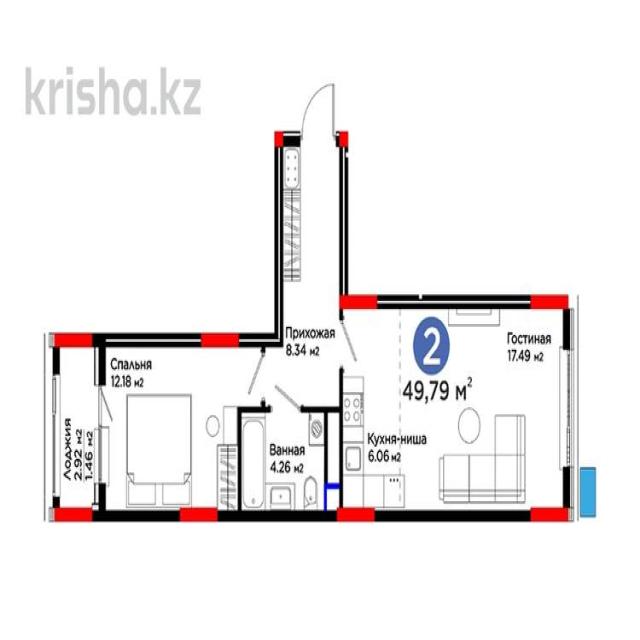 krisha.kz
Прихожая
8.34 м2
2
49,79 м2
Гостиная
17.49 м2
Спальня
12.18 м2
Лоджия
2.92 м2
1.46 м2
Ванная
4.26 м2
Кухня-ниша
6.06 м2